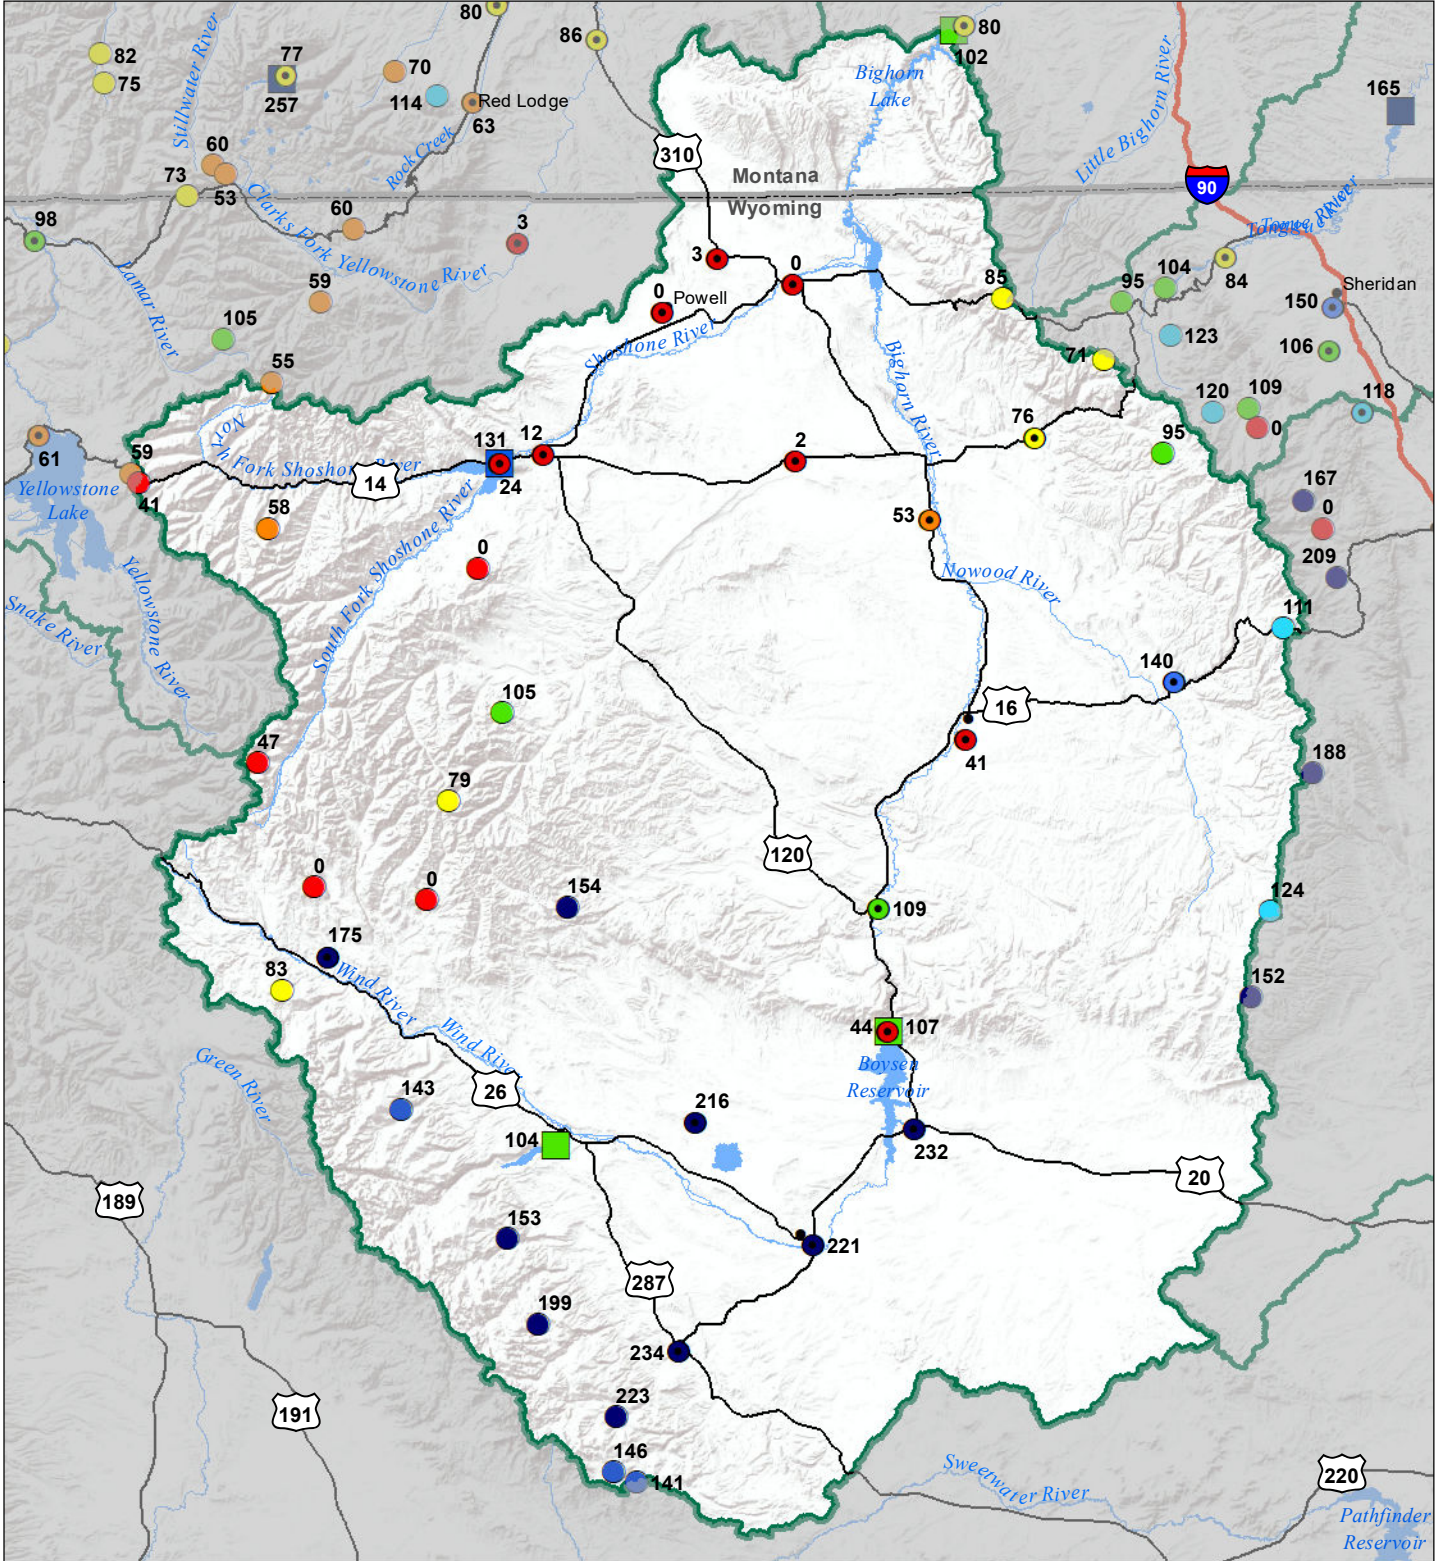 80
86
80
102
82
75
77
257
70
114
Red Lodge
63
Stillwater River
Rock Creek
Bighorn
Lake
165
310
Little Bighorn River
90
Montana
Wyoming
60
53
73
98
60
3
Clarks Fork Yellowstone River
Lamar River
59
105
55
3
0
0
Powell
Shoshone River
Bighorn River
85
71
95
104
84
Tongue River
Tongue River
Sheridan
150
106
123
120
109
0
118
61
Yellowstone
Lake
59
41
North Fork Shoshone River
14
131
24
12
2
76
95
53
58
0
South Fork Shoshone River
Yellowstone River
Snake River
Nowood River
167
0
209
111
140
16
41
105
47
79
188
120
0
0
154
109
124
175
83
Wind River
Wind River
152
44
107
Boysen
Reservoir
Green River
143
26
216
104
232
20
189
153
221
287
199
234
191
223
146
141
Sweetwater River
220
Pathfinder
Reservoir